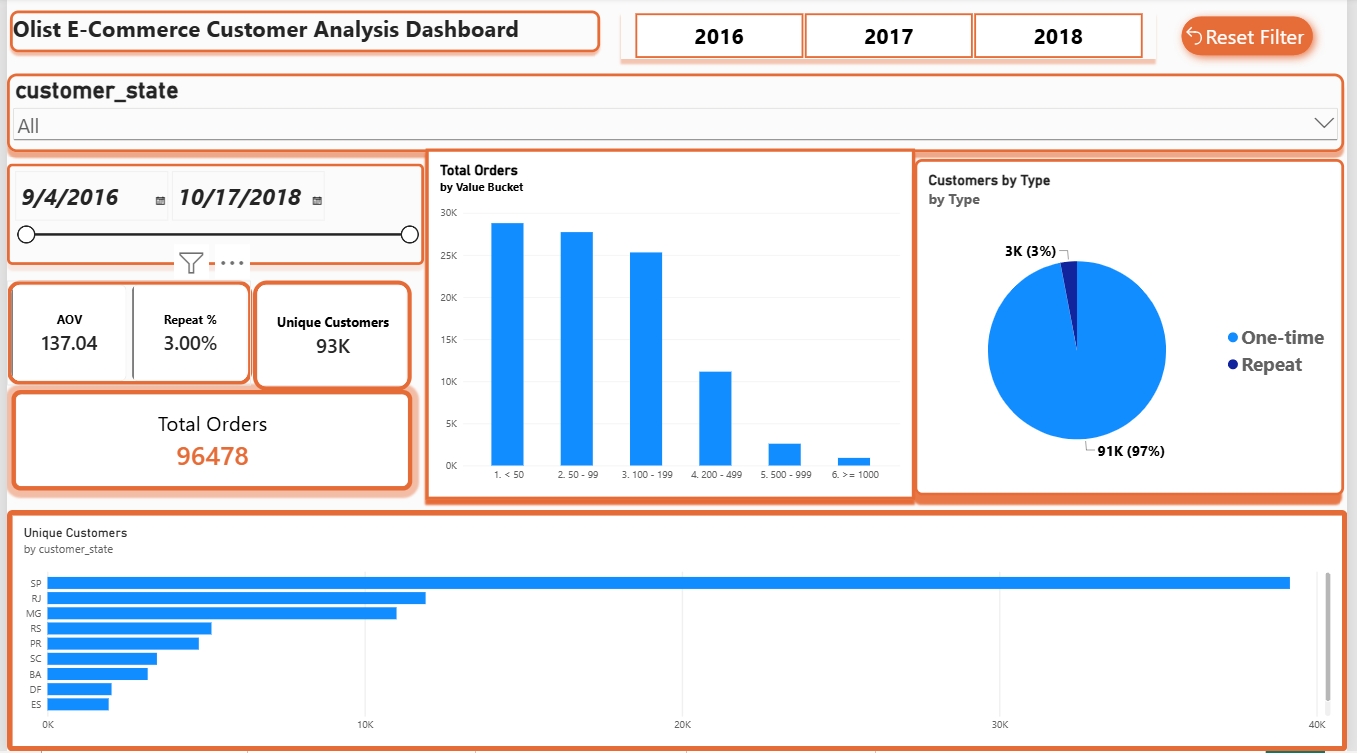 Olist E-Commerce Customer Analysis Dashboard
2016
2017
2018
Reset Filter
customer_state
All
9/4/2016
10/17/2018
AOV
137.04
Repeat %
3.00%
Unique Customers
93K
Total Orders
96478
Total Orders
by Value Bucket
30K
25K
20K
15K
10K
5K
0K
1. < 50
2. 50 - 99
3. 100 - 199
4. 200 - 499
5. 500 - 999
6. >= 1000
Customers by Type
by Type
3K (3%)
91K (97%)
One-time
Repeat
Unique Customers
by customer_state
SP
RJ
MG
RS
PR
SC
BA
DF
ES
0K
10K
20K
30K
40K